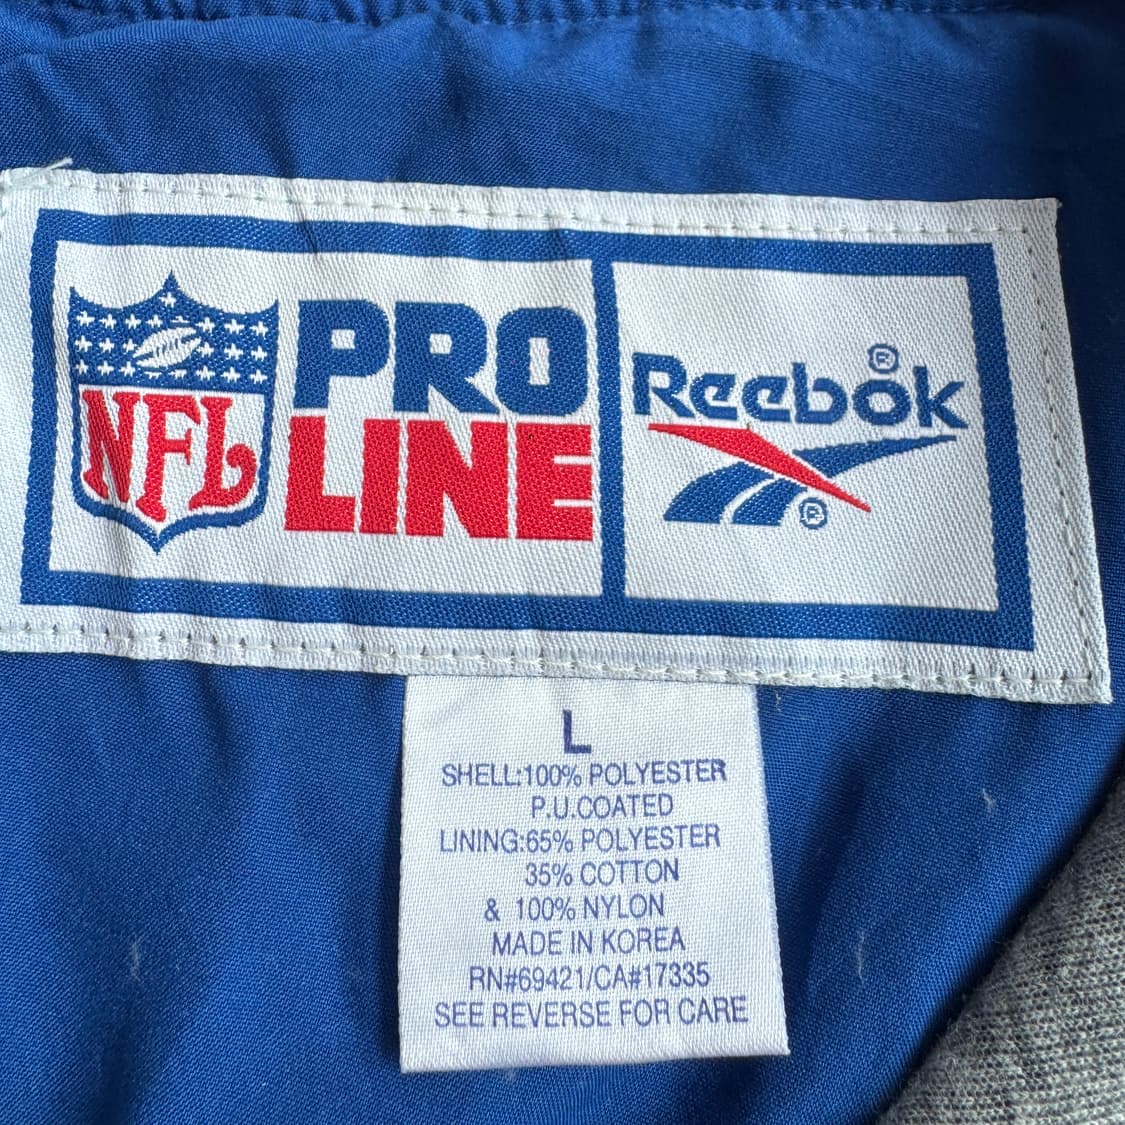 NFL
PRO
LINE
Reebok®
®
L
SHELL:100% POLYESTER
P.U.COATED
LINING:65% POLYESTER
35% COTTON
& 100% NYLON
MADE IN KOREA
RN#69421/CA#17335
SEE REVERSE FOR CARE